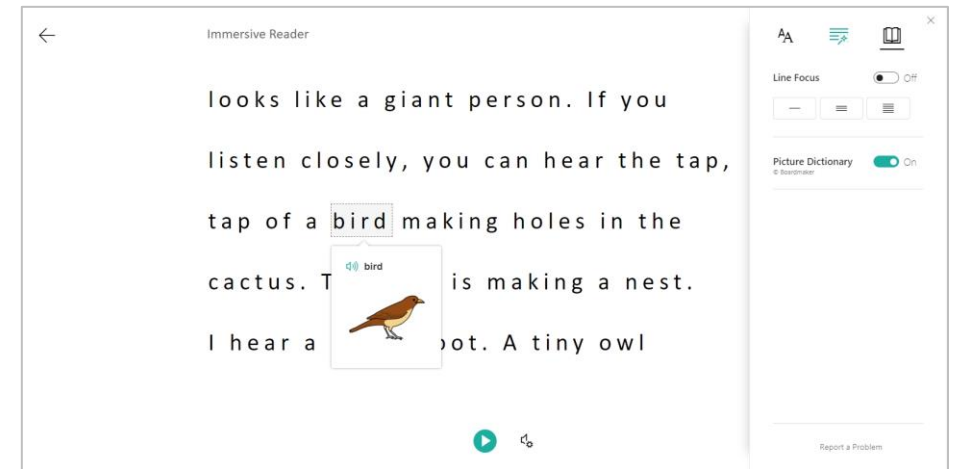 Immersive Reader
looks like a giant person. If you
listen closely, you can hear the tap,
tap of a bird making holes in the
cactus. T is making a nest.
I hear a oot. A tiny owl
bird
Line Focus
Off
Picture Dictionary
On
© Boardmaker
Report a Problem